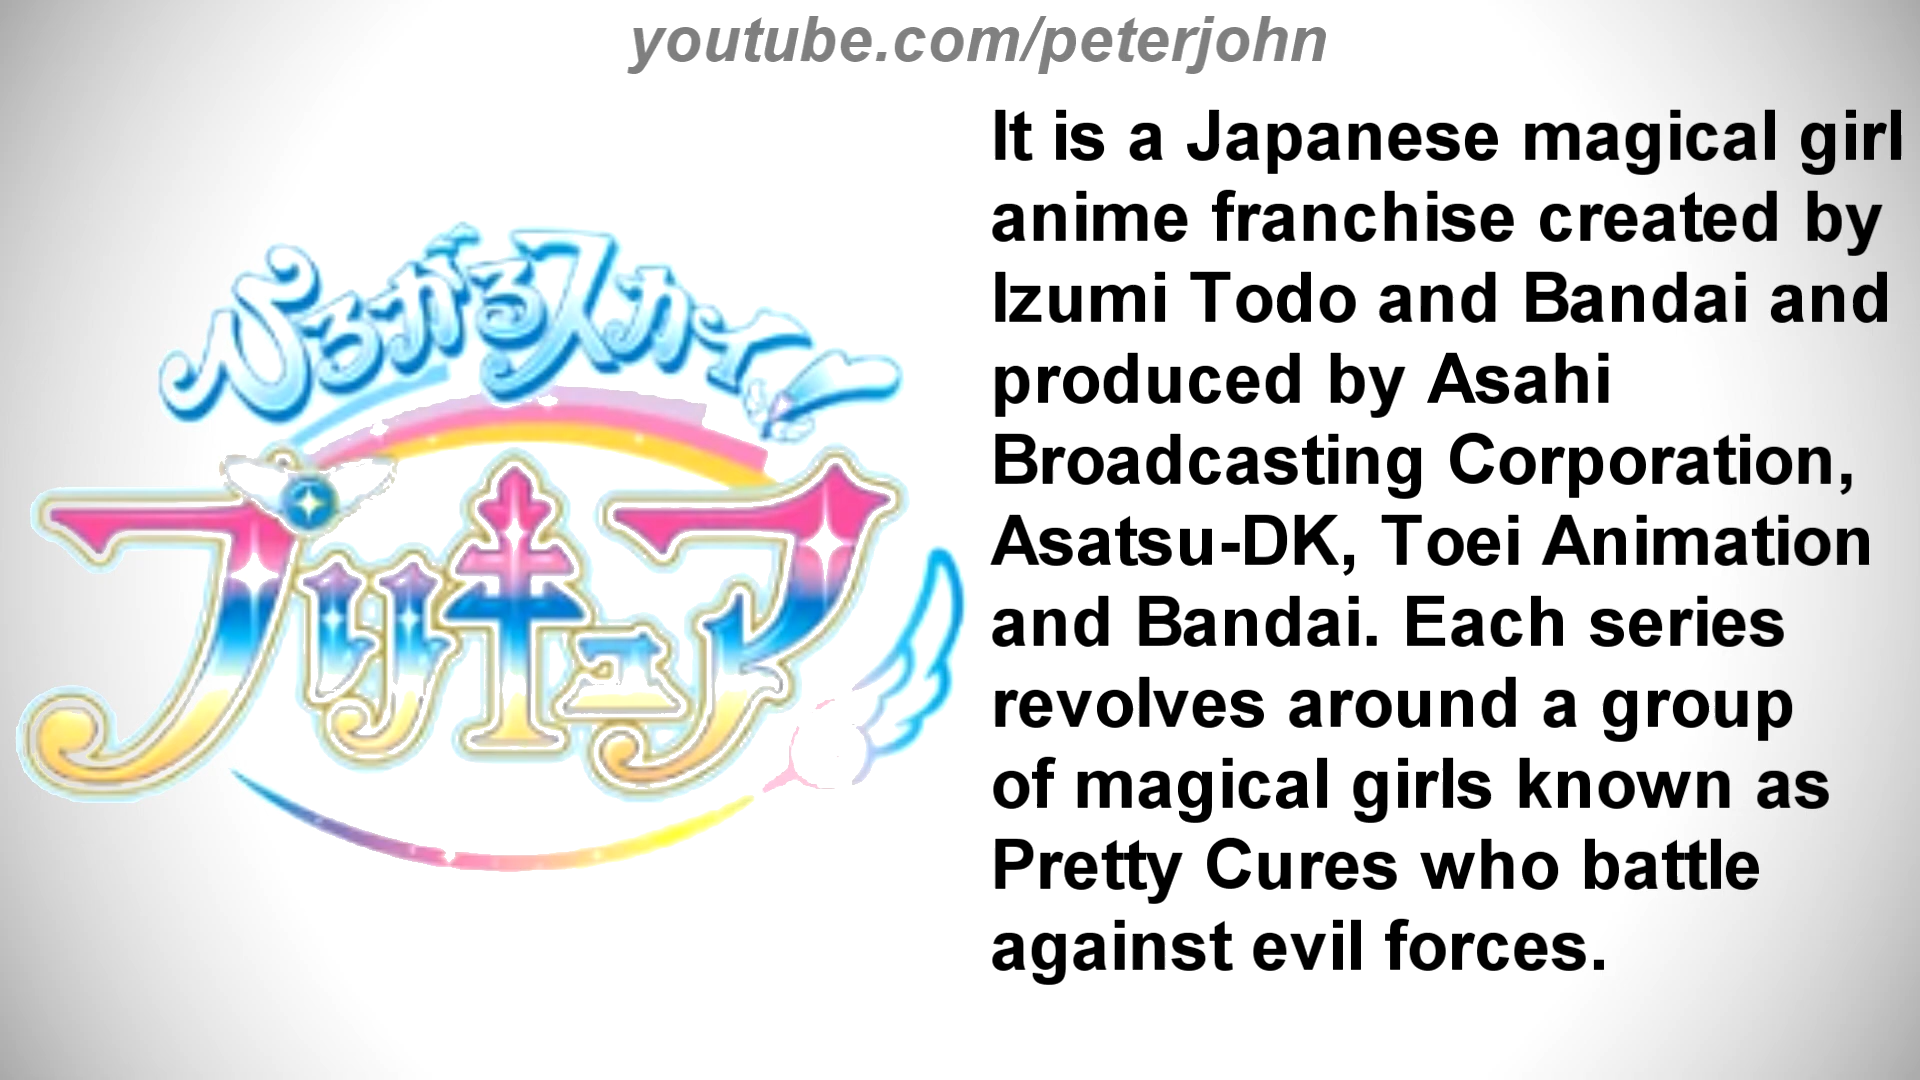 youtube.com/peterjohn
ひろがるスカイ!
プリキュア
It is a Japanese magical girl
anime franchise created by
Izumi Todo and Bandai and
produced by Asahi
Broadcasting Corporation,
Asatsu-DK, Toei Animation
and Bandai. Each series
revolves around a group
of magical girls known as
Pretty Cures who battle
against evil forces.